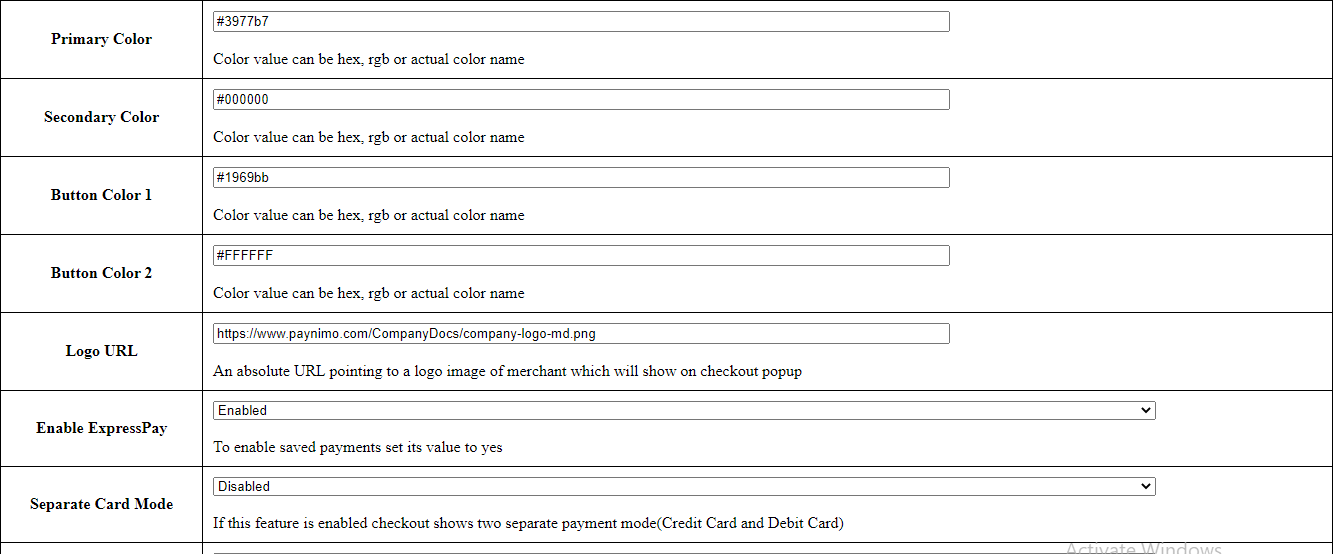 Primary Color
#3977b7
Color value can be hex, rgb or actual color name
Secondary Color
#000000
Color value can be hex, rgb or actual color name
Button Color 1
#1969bb
Color value can be hex, rgb or actual color name
Button Color 2
#FFFFFF
Color value can be hex, rgb or actual color name
Logo URL
https://www.paynimo.com/CompanyDocs/company-logo-md.png
An absolute URL pointing to a logo image of merchant which will show on checkout popup
Enable ExpressPay
Enabled
To enable saved payments set its value to yes
Separate Card Mode
Disabled
If this feature is enabled checkout shows two separate payment mode(Credit Card and Debit Card)
Activate Windows